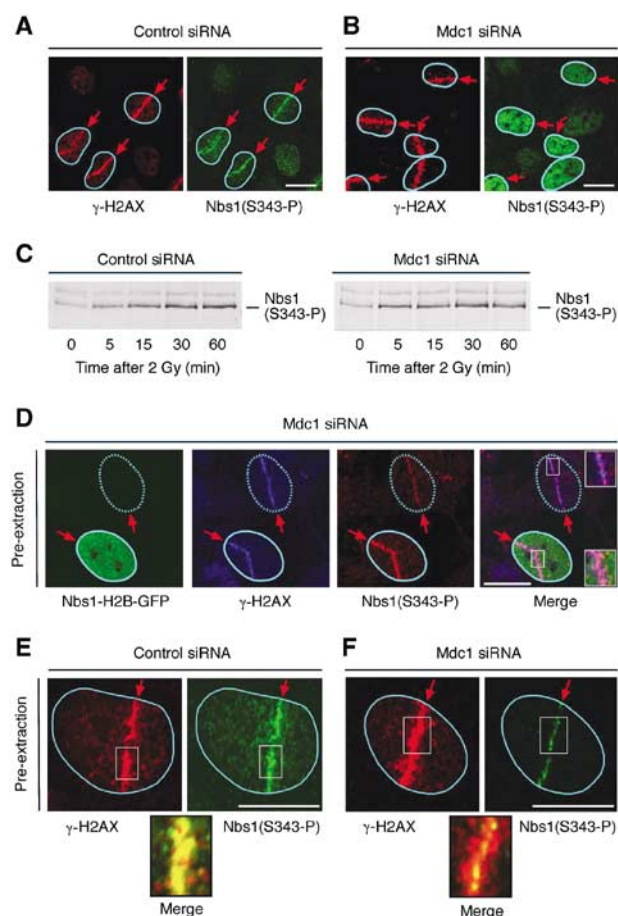 A
Control siRNA
γ-H2AX
Nbs1(S343-P)
B
Mdc1 siRNA
γ-H2AX
Nbs1(S343-P)
C
Control siRNA
Nbs1
(S343-P)
0 5 15 30 60
Time after 2 Gy (min)
Mdc1 siRNA
Nbs1
(S343-P)
0 5 15 30 60
Time after 2 Gy (min)
D
Mdc1 siRNA
Pre-extraction
Nbs1-H2B-GFP
γ-H2AX
Nbs1(S343-P)
Merge
E
Control siRNA
Pre-extraction
γ-H2AX
Nbs1(S343-P)
Merge
F
Mdc1 siRNA
γ-H2AX
Nbs1(S343-P)
Merge